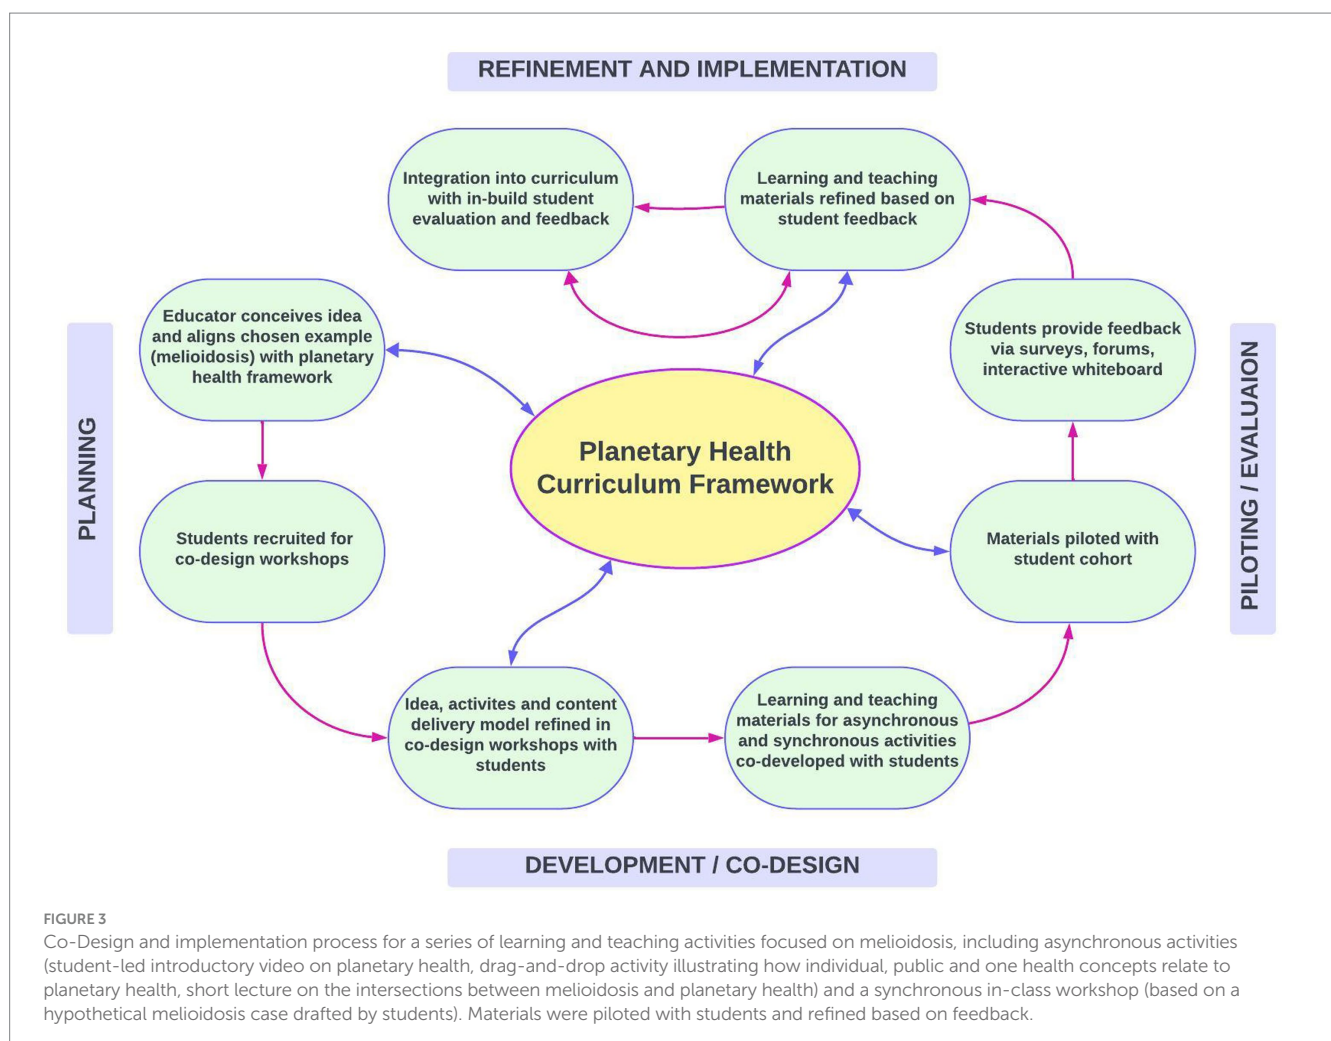 REFINEMENT AND IMPLEMENTATION
Integration into curriculum
with in-build student
evaluation and feedback
Learning and teaching
materials refined based on
student feedback
Educator conceives idea
and aligns chosen example
(melioidosis) with planetary
health framework
Students provide feedback
via surveys, forums,
interactive whiteboard
PLANNING
Planetary Health
Curriculum Framework
PILOTING / EVALUAION
Students recruited for
co-design workshops
Materials piloted with
student cohort
Idea, activites and content
delivery model refined in
co-design workshops with
students
Learning and teaching
materials for asynchronous
and synchronous activities
co-developed with students
DEVELOPMENT / CO-DESIGN
FIGURE 3
Co-Design and implementation process for a series of learning and teaching activities focused on melioidosis, including asynchronous activities
(student-led introductory video on planetary health, drag-and-drop activity illustrating how individual, public and one health concepts relate to
planetary health, short lecture on the intersections between melioidosis and planetary health) and a synchronous in-class workshop (based on a
hypothetical melioidosis case drafted by students). Materials were piloted with students and refined based on feedback.